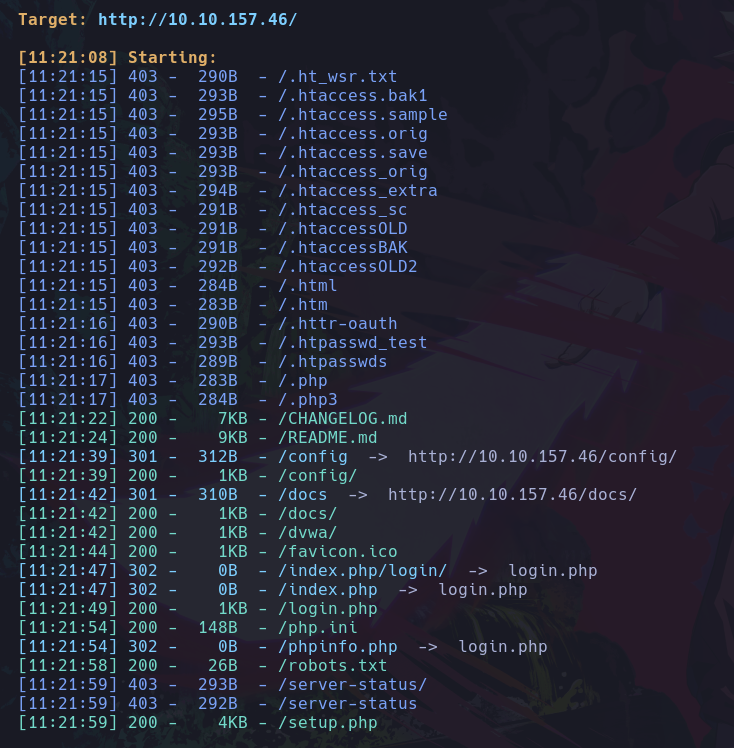 Target: http://10.10.157.46/
[11:21:08] Starting:
[11:21:15] 403 -  290B  - /.ht_wsr.txt
[11:21:15] 403 -  293B  - /.htaccess.bak1
[11:21:15] 403 -  295B  - /.htaccess.sample
[11:21:15] 403 -  293B  - /.htaccess.orig
[11:21:15] 403 -  293B  - /.htaccess.save
[11:21:15] 403 -  293B  - /.htaccess_orig
[11:21:15] 403 -  294B  - /.htaccess_extra
[11:21:15] 403 -  291B  - /.htaccess_sc
[11:21:15] 403 -  291B  - /.htaccessOLD
[11:21:15] 403 -  291B  - /.htaccessBAK
[11:21:15] 403 -  292B  - /.htaccessOLD2
[11:21:15] 403 -  284B  - /.html
[11:21:15] 403 -  283B  - /.htm
[11:21:16] 403 -  290B  - /.httr-oauth
[11:21:16] 403 -  293B  - /.htpasswd_test
[11:21:16] 403 -  289B  - /.htpasswds
[11:21:17] 403 -  283B  - /.php
[11:21:17] 403 -  284B  - /.php3
[11:21:22] 200 -    7KB - /CHANGELOG.md
[11:21:24] 200 -    9KB - /README.md
[11:21:39] 301 -  312B  - /config  ->  http://10.10.157.46/config/
[11:21:39] 200 -    1KB - /config/
[11:21:42] 301 -  310B  - /docs  ->  http://10.10.157.46/docs/
[11:21:42] 200 -    1KB - /docs/
[11:21:42] 200 -    1KB - /dvwa/
[11:21:44] 200 -    1KB - /favicon.ico
[11:21:47] 302 -    0B  - /index.php/login/  ->  login.php
[11:21:47] 302 -    0B  - /index.php  ->  login.php
[11:21:49] 200 -    1KB - /login.php
[11:21:54] 200 -  148B  - /php.ini
[11:21:54] 302 -    0B  - /phpinfo.php  ->  login.php
[11:21:58] 200 -   26B  - /robots.txt
[11:21:59] 403 -  293B  - /server-status/
[11:21:59] 403 -  292B  - /server-status
[11:21:59] 200 -    4KB - /setup.php